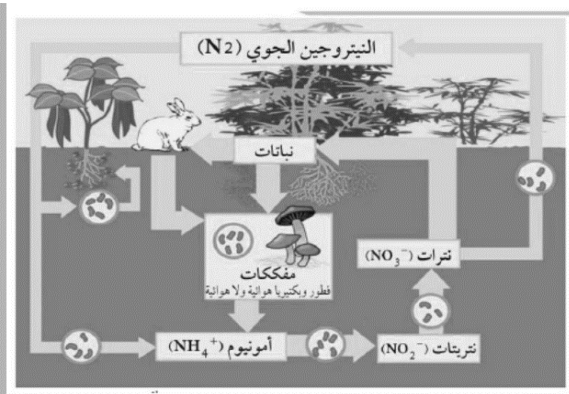 النيتروجين الجوي (N2)
نباتات
مفككات
فطور وبكتيريا هوائية ولا هوائية
نترات (NO3⁻)
أمونيوم (NH4⁺)
نتريتات (NO2⁻)